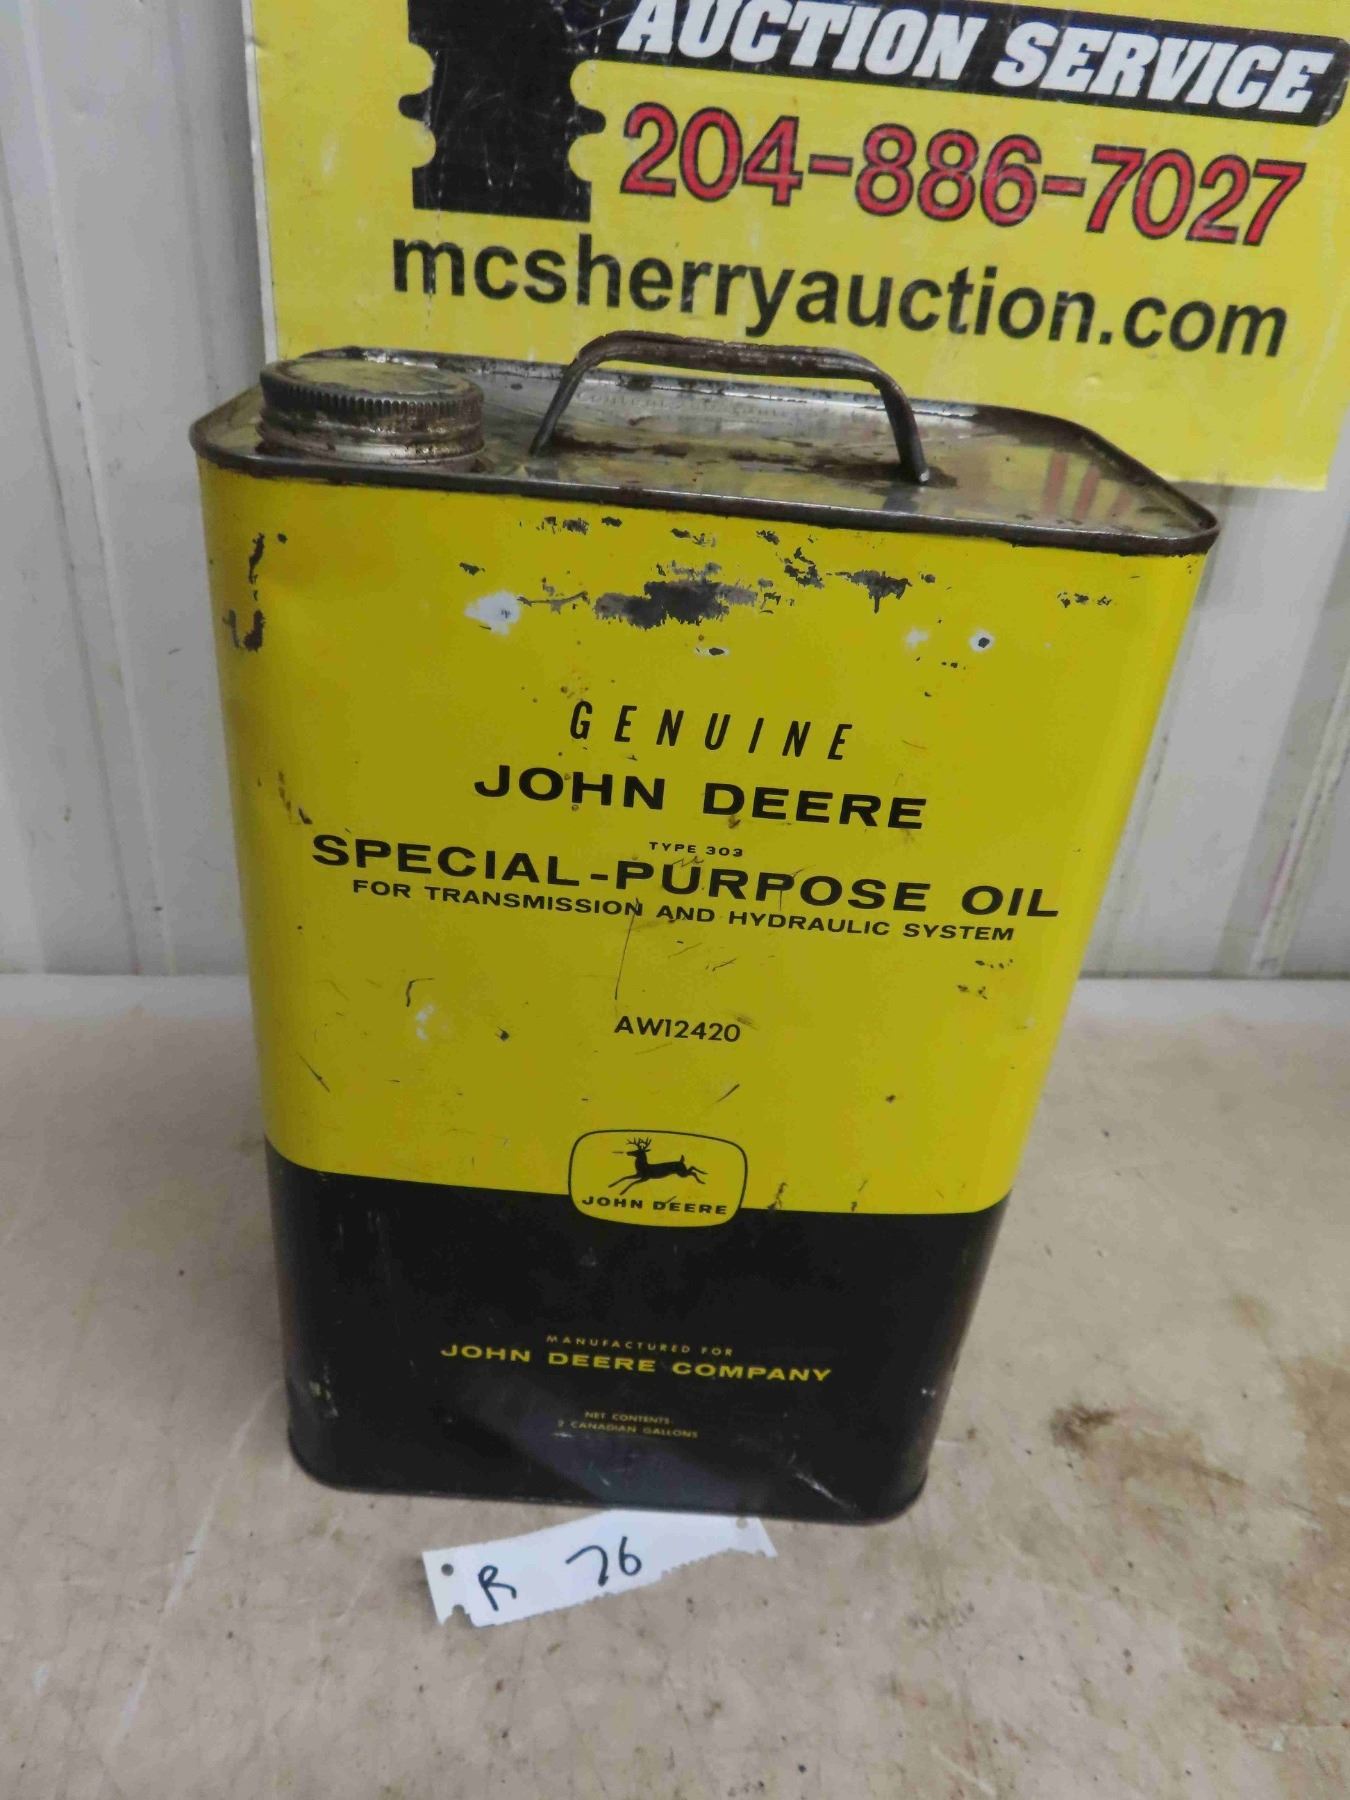 AUCTION SERVICE
204-886-7027
mcsherryauction.com
GENUINE
JOHN DEERE
TYPE 303
SPECIAL-PURPOSE OIL
FOR TRANSMISSION AND HYDRAULIC SYSTEM
AW12420
JOHN DEERE
MANUFACTURED FOR
JOHN DEERE COMPANY
NET CONTENTS
2 CANADIAN GALLONS
R 76